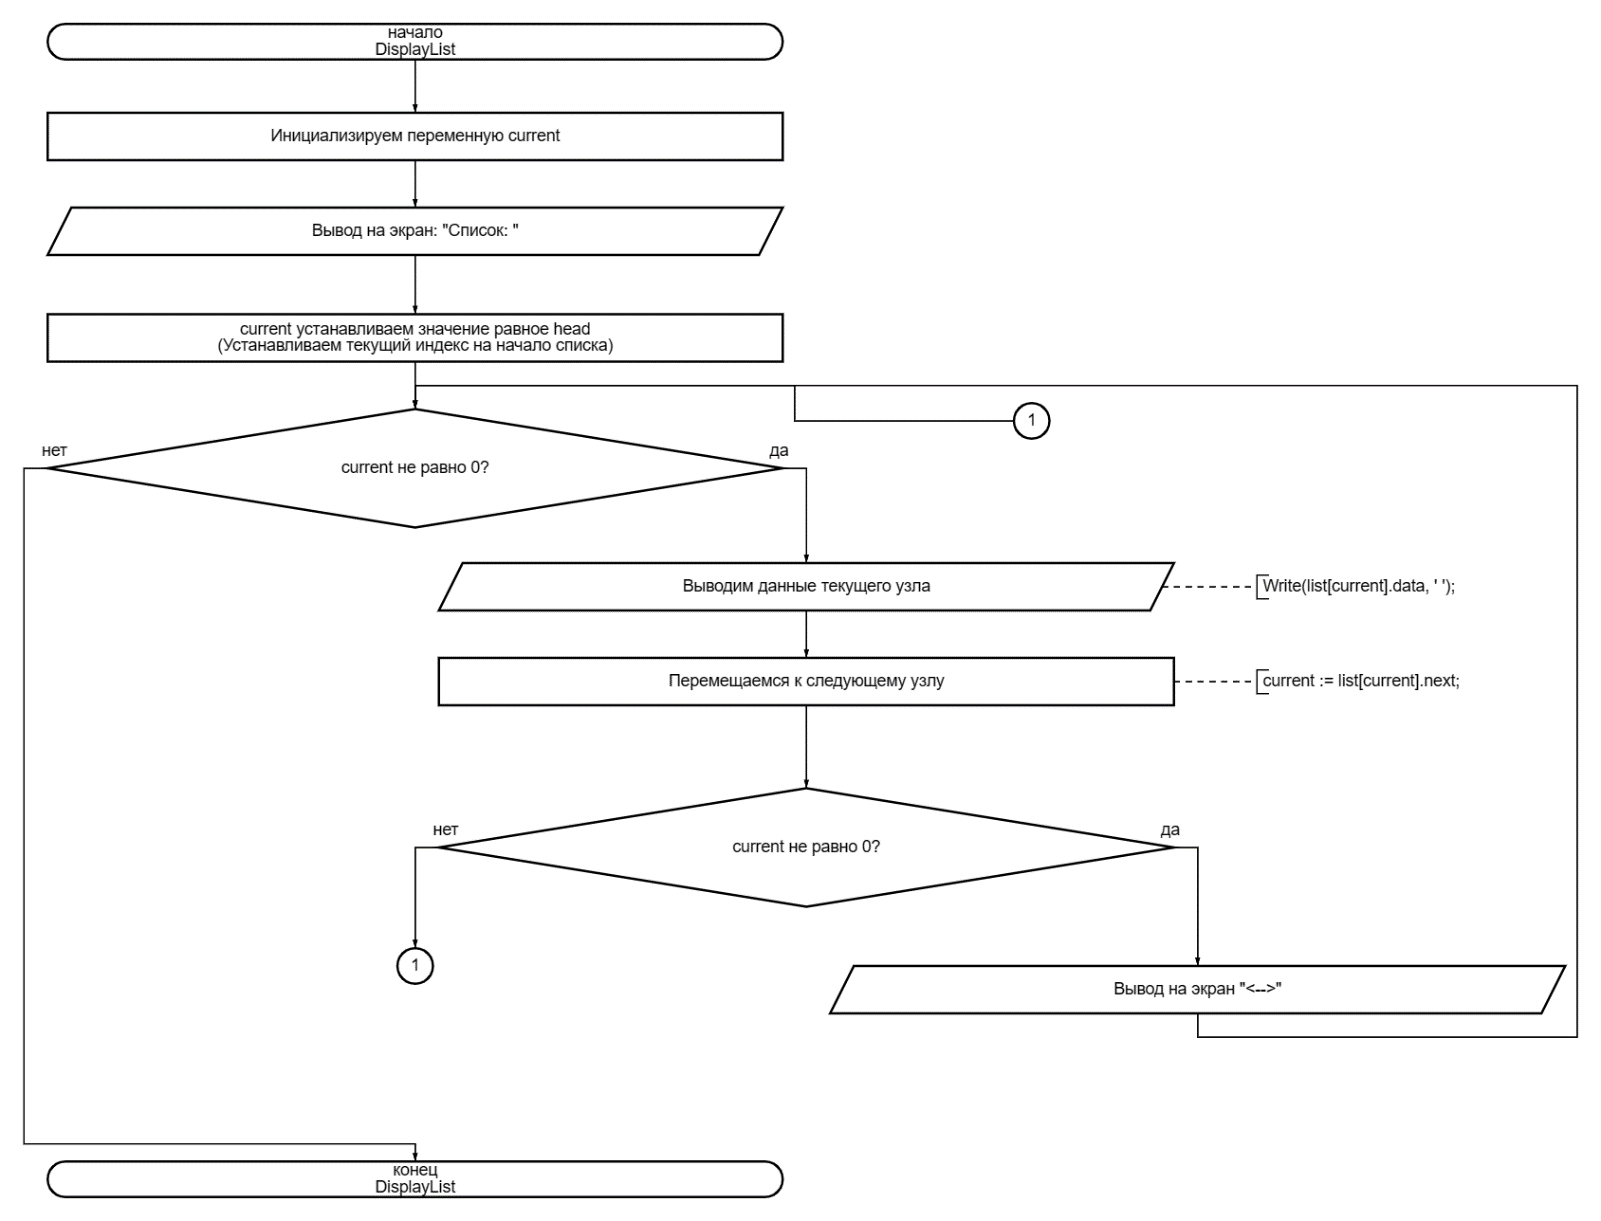 начало
DisplayList
Инициализируем переменную current
Вывод на экран: "Список: "
current устанавливаем значение равное head
(Устанавливаем текущий индекс на начало списка)
1
нет
да
current не равно 0?
Выводим данные текущего узла
Write(list[current].data, ' ');
Перемещаемся к следующему узлу
current := list[current].next;
нет
да
current не равно 0?
1
Вывод на экран "<-->"
конец
DisplayList